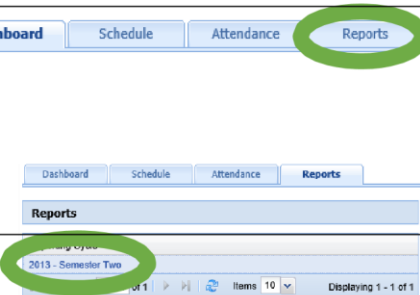 board Schedule Attendance Reports
Dashboard Schedule Attendance Reports
Reports
2013 - Semester Two
of 1 Items 10 Displaying 1 - 1 of 1